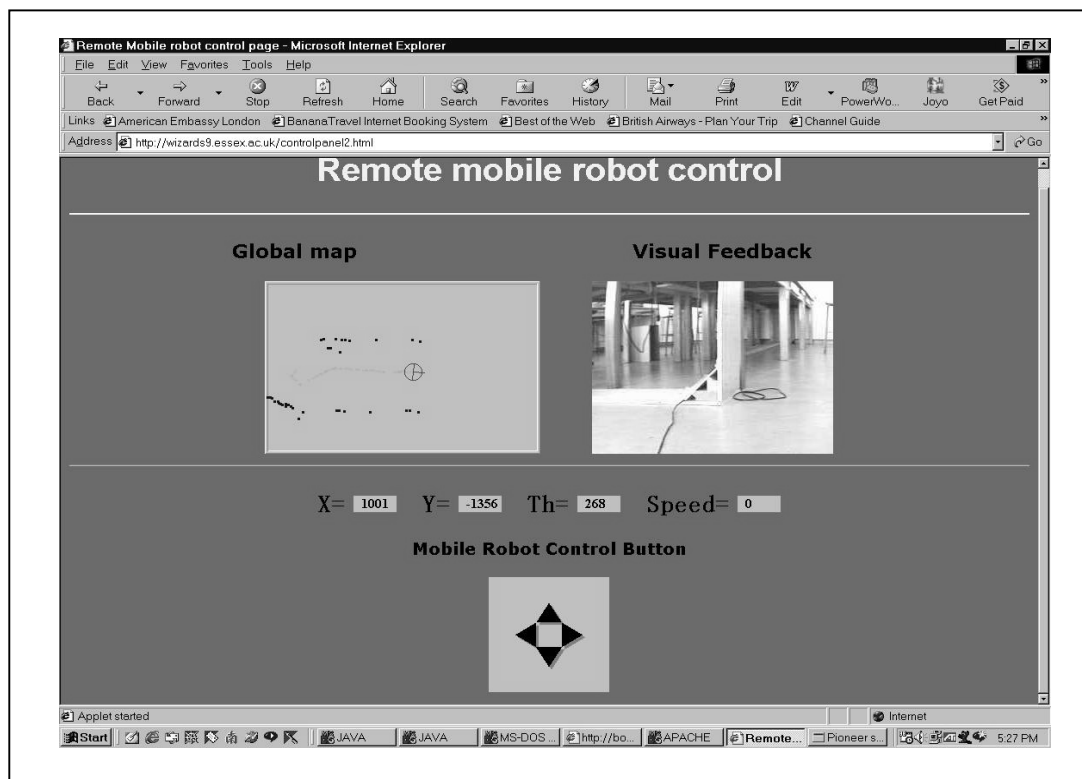 Remote Mobile robot control page - Microsoft Internet Explorer
File Edit View Favorites Tools Help
Back Forward Stop Refresh Home Search Favorites History Mail Print Edit PowerWo... Joyo Get Paid »
Links American Embassy London BananaTravel Internet Booking System Best of the Web British Airways - Plan Your Trip Channel Guide »
Address http://wizards9.essex.ac.uk/controlpanel2.html Go
Remote mobile robot control
Global map Visual Feedback
X= 1001 Y= -1356 Th= 268 Speed= 0
Mobile Robot Control Button
Applet started Internet
Start JAVA JAVA MS-DOS ... http://bo... APACHE Remote... Pioneer s... 5:27 PM